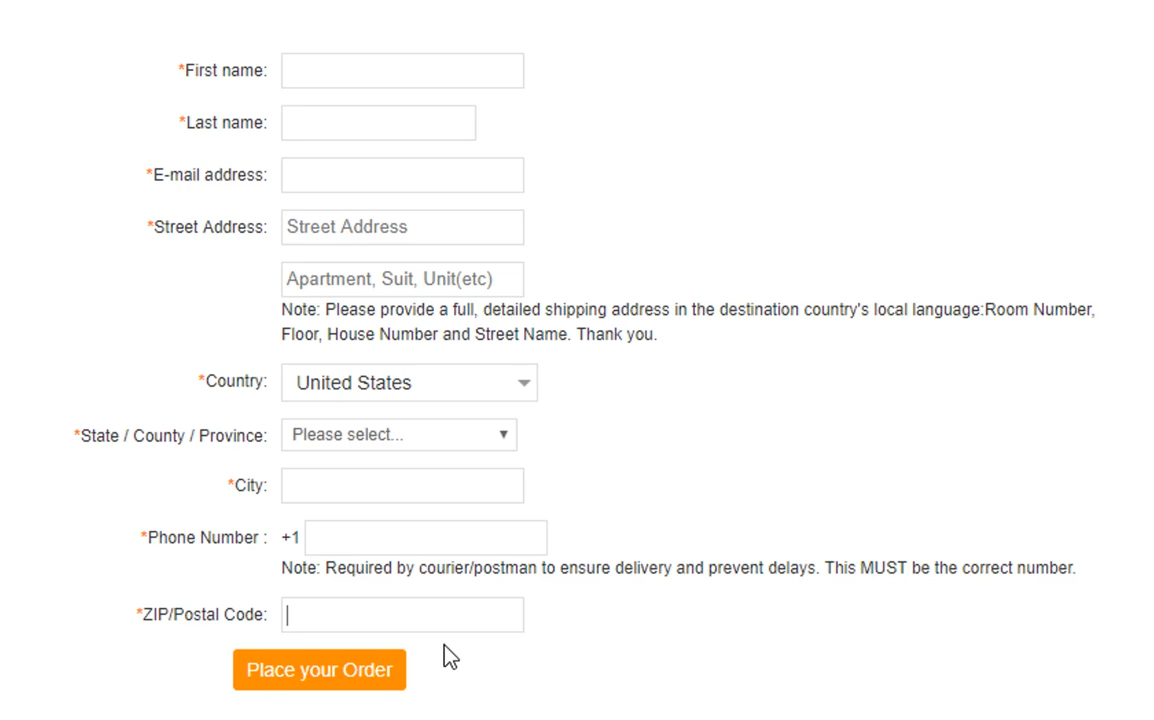 *First name:
*Last name:
*E-mail address:
*Street Address: Street Address
Apartment, Suit, Unit(etc)
Note: Please provide a full, detailed shipping address in the destination country's local language:Room Number,
Floor, House Number and Street Name. Thank you.
*Country: United States
*State / County / Province: Please select...
*City:
*Phone Number : +1
Note: Required by courier/postman to ensure delivery and prevent delays. This MUST be the correct number.
*ZIP/Postal Code:
Place your Order